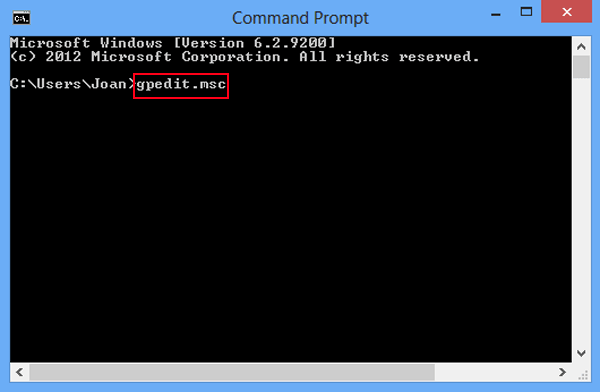 Command Prompt
Microsoft Windows [Version 6.2.9200]
(c) 2012 Microsoft Corporation. All rights reserved.
C:\Users\Joan>gpedit.msc